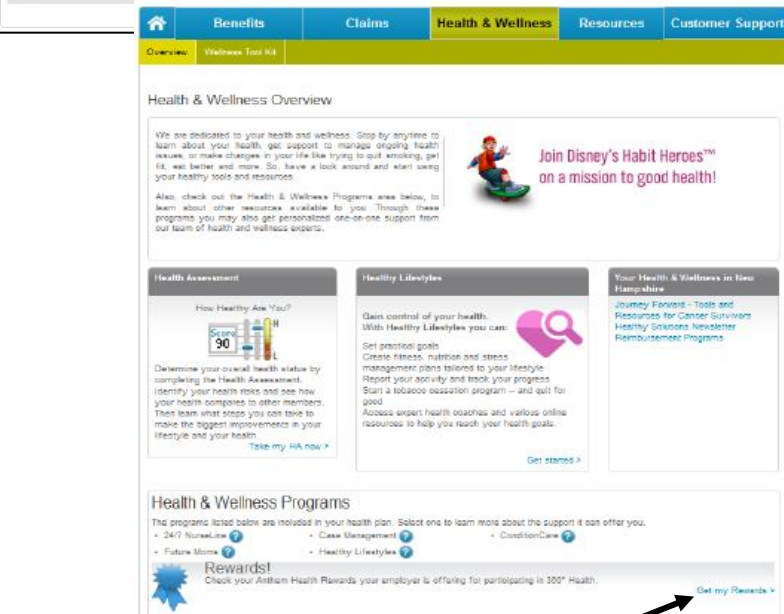 Benefits Claims Health & Wellness Resources Customer Support
Overview Wellness Tool Kit
Health & Wellness Overview
We are dedicated to your health and wellness. Stop by anytime to
learn about your health, get support to manage ongoing health
issues, or make changes in your life like trying to quit smoking, get
fit, eat better and more. So, have a look around and start using
your healthy tools and resources.
Also, check out the Health & Wellness Programs area below, to
learn about other resources available to you. Through these
programs you may also get personalized one-on-one support from
our team of health and wellness experts.
Join Disney's Habit Heroes™
on a mission to good health!
Health Assessment
How Healthy Are You?
Score
90
H
L
Determine your overall health status by
completing the Health Assessment.
Identify your health risks and see how
your health compares to other members.
Then learn what steps you can take to
make the biggest improvements in your
lifestyle and your health.
Take my HA now >
Healthy Lifestyles
Gain control of your health.
With Healthy Lifestyles you can:
Set practical goals
Create fitness, nutrition and stress
management plans tailored to your lifestyle
Report your activity and track your progress
Start a tobacco cessation program – and quit for
good
Access expert health coaches and various online
resources to help you reach your health goals.
Get started >
Your Health & Wellness in New
Hampshire
Journey Forward - Tools and
Resources for Cancer Survivors
Healthy Solutions Newsletter
Reimbursement Programs
Health & Wellness Programs
The programs listed below are included in your health plan. Select one to learn more about the support it can offer you.
• 24/7 NurseLine ? • Case Management ? • ConditionCare ?
• Future Moms ? • Healthy Lifestyles ?
Rewards!
Check your Anthem Health Rewards your employer is offering for participating in 360° Health.
Get my Rewards >